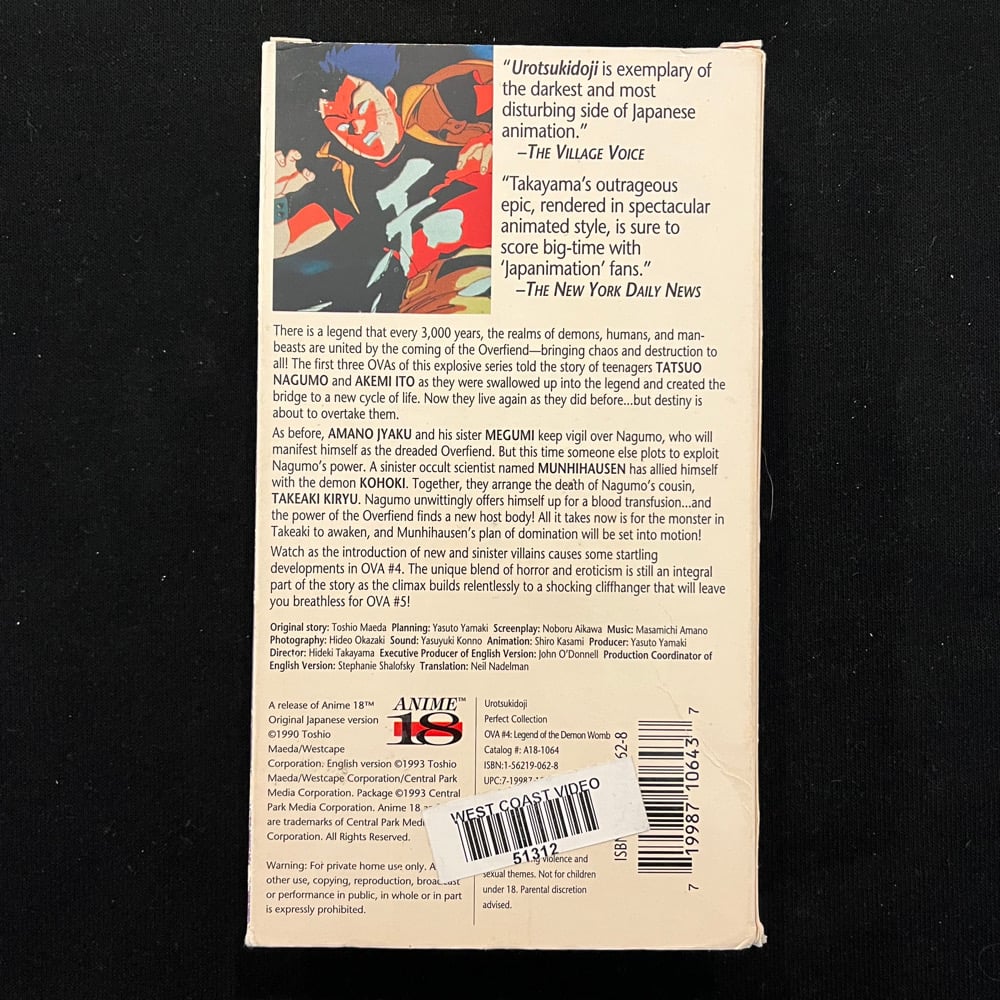 “Urotsukidoji is exemplary of
the darkest and most
disturbing side of Japanese
animation.”
–THE VILLAGE VOICE
“Takayama’s outrageous
epic, rendered in spectacular
animated style, is sure to
score big-time with
‘Japanimation’ fans.”
–THE NEW YORK DAILY NEWS
There is a legend that every 3,000 years, the realms of demons, humans, and man-
beasts are united by the coming of the Overfiend—bringing chaos and destruction to
all! The first three OVAs of this explosive series told the story of teenagers TATSUO
NAGUMO and AKEMI ITO as they were swallowed up into the legend and created the
bridge to a new cycle of life. Now they live again as they did before...but destiny is
about to overtake them.
As before, AMANO JYAKU and his sister MEGUMI keep vigil over Nagumo, who will
manifest himself as the dreaded Overfiend. But this time someone else plots to exploit
Nagumo’s power. A sinister occult scientist named MUNHIHAUSEN has allied himself
with the demon KOHOKI. Together, they arrange the death of Nagumo’s cousin,
TAKEAKI KIRYU. Nagumo unwittingly offers himself up for a blood transfusion...and
the power of the Overfiend finds a new host body! All it takes now is for the monster in
Takeaki to awaken, and Munhihausen’s plan of domination will be set into motion!
Watch as the introduction of new and sinister villains causes some startling
developments in OVA #4. The unique blend of horror and eroticism is still an integral
part of the story as the climax builds relentlessly to a shocking cliffhanger that will leave
you breathless for OVA #5!
Original story: Toshio Maeda Planning: Yasuto Yamaki Screenplay: Noboru Aikawa Music: Masamichi Amano
Photography: Hideo Okazaki Sound: Yasuyuki Konno Animation: Shiro Kasami Producer: Yasuto Yamaki
Director: Hideki Takayama Executive Producer of English Version: John O’Donnell Production Coordinator of
English Version: Stephanie Shalofsky Translation: Neil Nadelman
A release of Anime 18™
Original Japanese version
©1990 Toshio
Maeda/Westcape
Corporation. English version ©1993 Toshio
Maeda/Westcape Corporation/Central Park
Media Corporation. Package ©1993 Central
Park Media Corporation. Anime 18
are trademarks of Central Park Med
Corporation. All Rights Reserved.
Warning: For private home use only. A
other use, copying, reproduction, broadcast
or performance in public, in whole or in part
is expressly prohibited.
ANIME™
18
Urotsukidoji
Perfect Collection
OVA #4: Legend of the Demon Womb
Catalog #: A18-1064
ISBN:1-56219-062-8
UPC:7-19987-
WEST COAST VIDEO
51312
violence and
sexual themes. Not for children
under 18. Parental discretion
advised.
ISBN
62-8
7 19987 10643 7